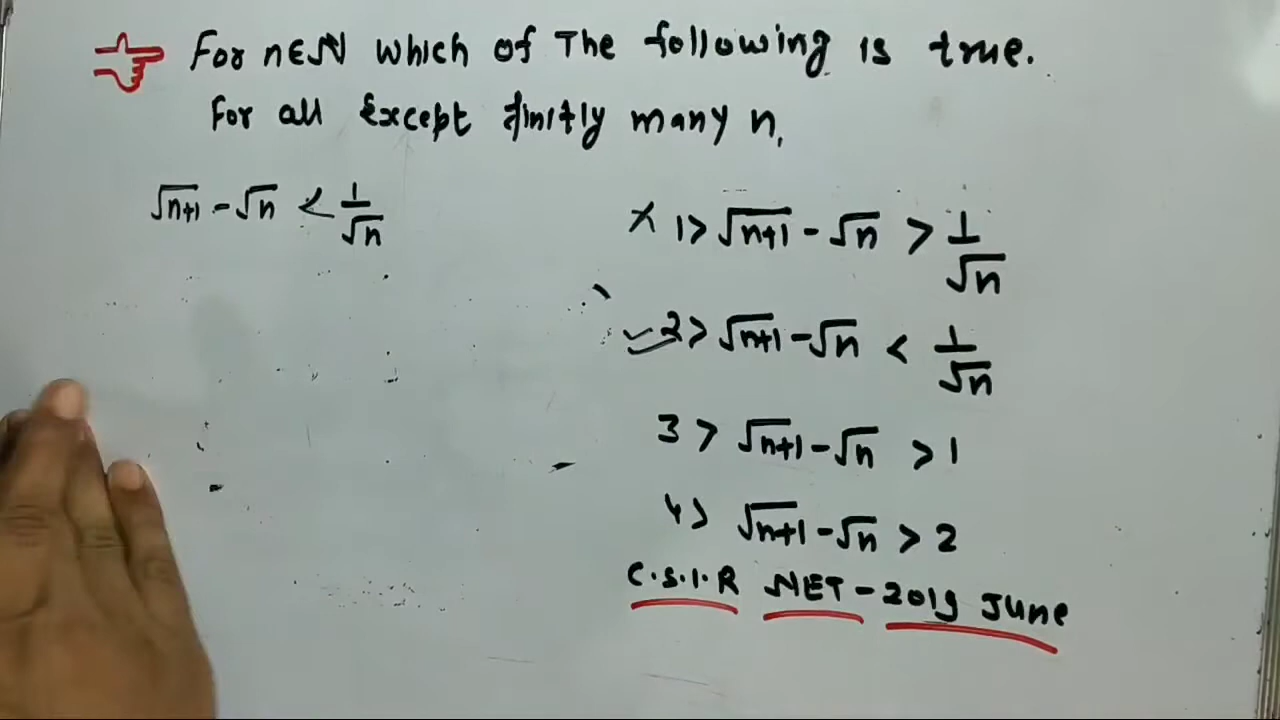 For n∈N which of The following is true.
For all Except finitly many n,
√n+1 - √n < 1/√n
× 1> √n+1 - √n > 1/√n
✓ 2> √n+1 - √n < 1/√n
3> √n+1 - √n > 1
4> √n+1 - √n > 2
C.S.I.R NET - 2019 June